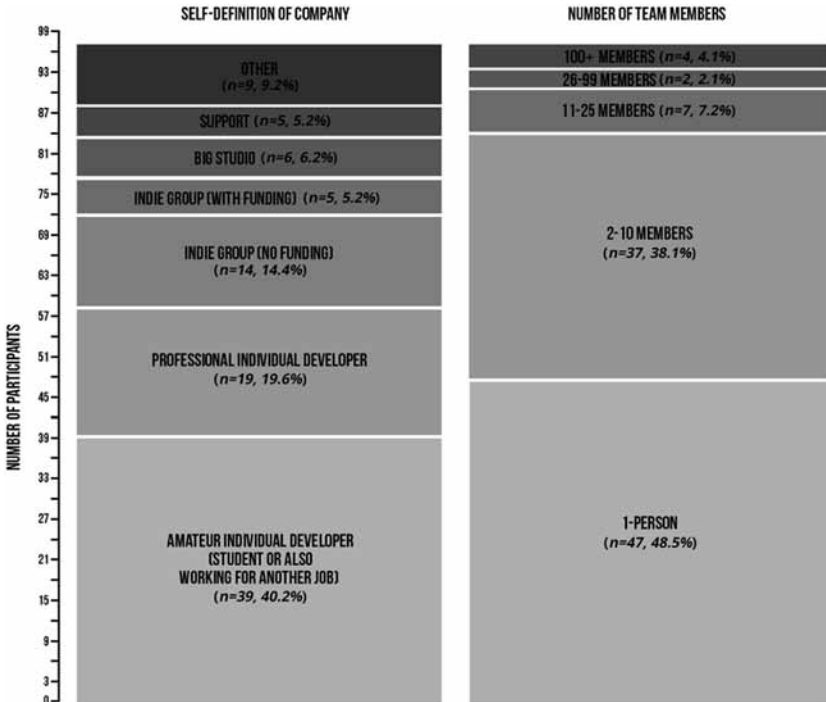 SELF-DEFINITION OF COMPANY
NUMBER OF TEAM MEMBERS
NUMBER OF PARTICIPANTS
99
93
87
81
75
69
63
57
51
45
39
33
27
21
15
9
3
0
OTHER
(n=9, 9.2%)
SUPPORT (n=5, 5.2%)
BIG STUDIO (n=6, 6.2%)
INDIE GROUP (WITH FUNDING) (n=5, 5.2%)
INDIE GROUP (NO FUNDING)
(n=14, 14.4%)
PROFESSIONAL INDIVIDUAL DEVELOPER
(n=19, 19.6%)
AMATEUR INDIVIDUAL DEVELOPER
(STUDENT OR ALSO
WORKING FOR ANOTHER JOB)
(n=39, 40.2%)
100+ MEMBERS (n=4, 4.1%)
26-99 MEMBERS (n=2, 2.1%)
11-25 MEMBERS (n=7, 7.2%)
2-10 MEMBERS
(n=37, 38.1%)
1-PERSON
(n=47, 48.5%)